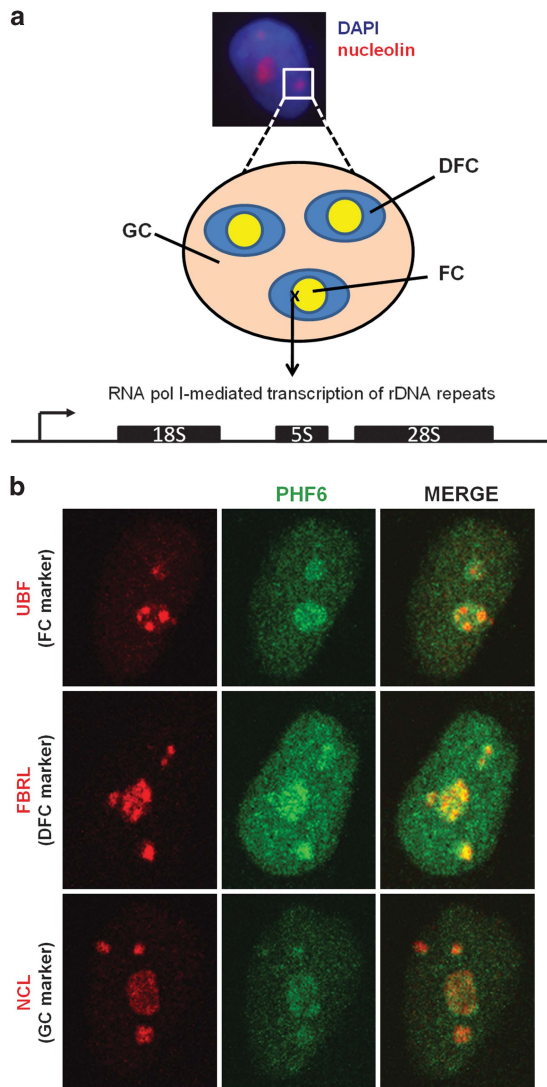 a
DAPI
nucleolin
DFC
GC
x
FC
RNA pol I-mediated transcription of rDNA repeats
18S 5S 28S
b
PHF6 MERGE
UBF
(FC marker)
FBRL
(DFC marker)
NCL
(GC marker)